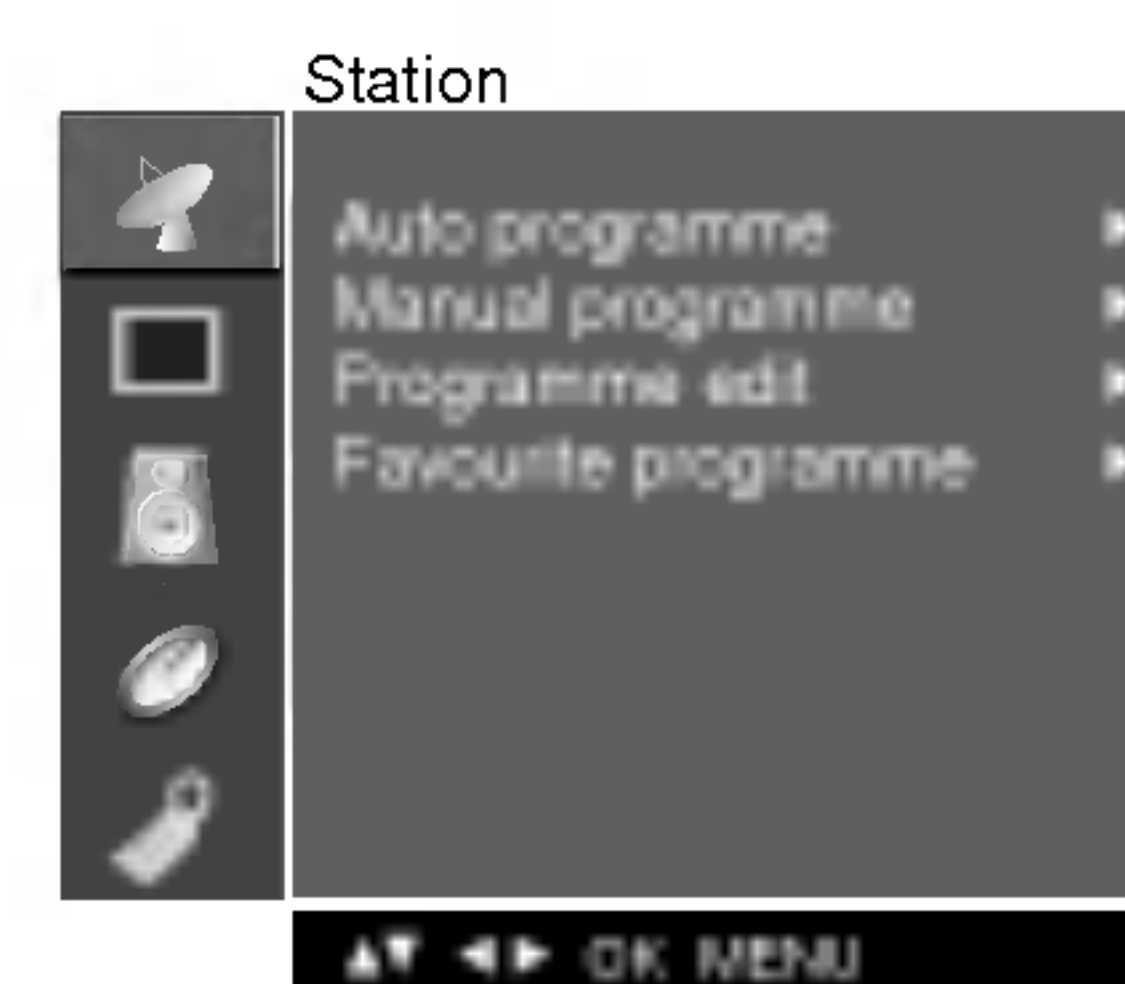 Station
Auto programme
Manual programme
Programme edit
Favourite programme
▲▼ ◄► OK MENU